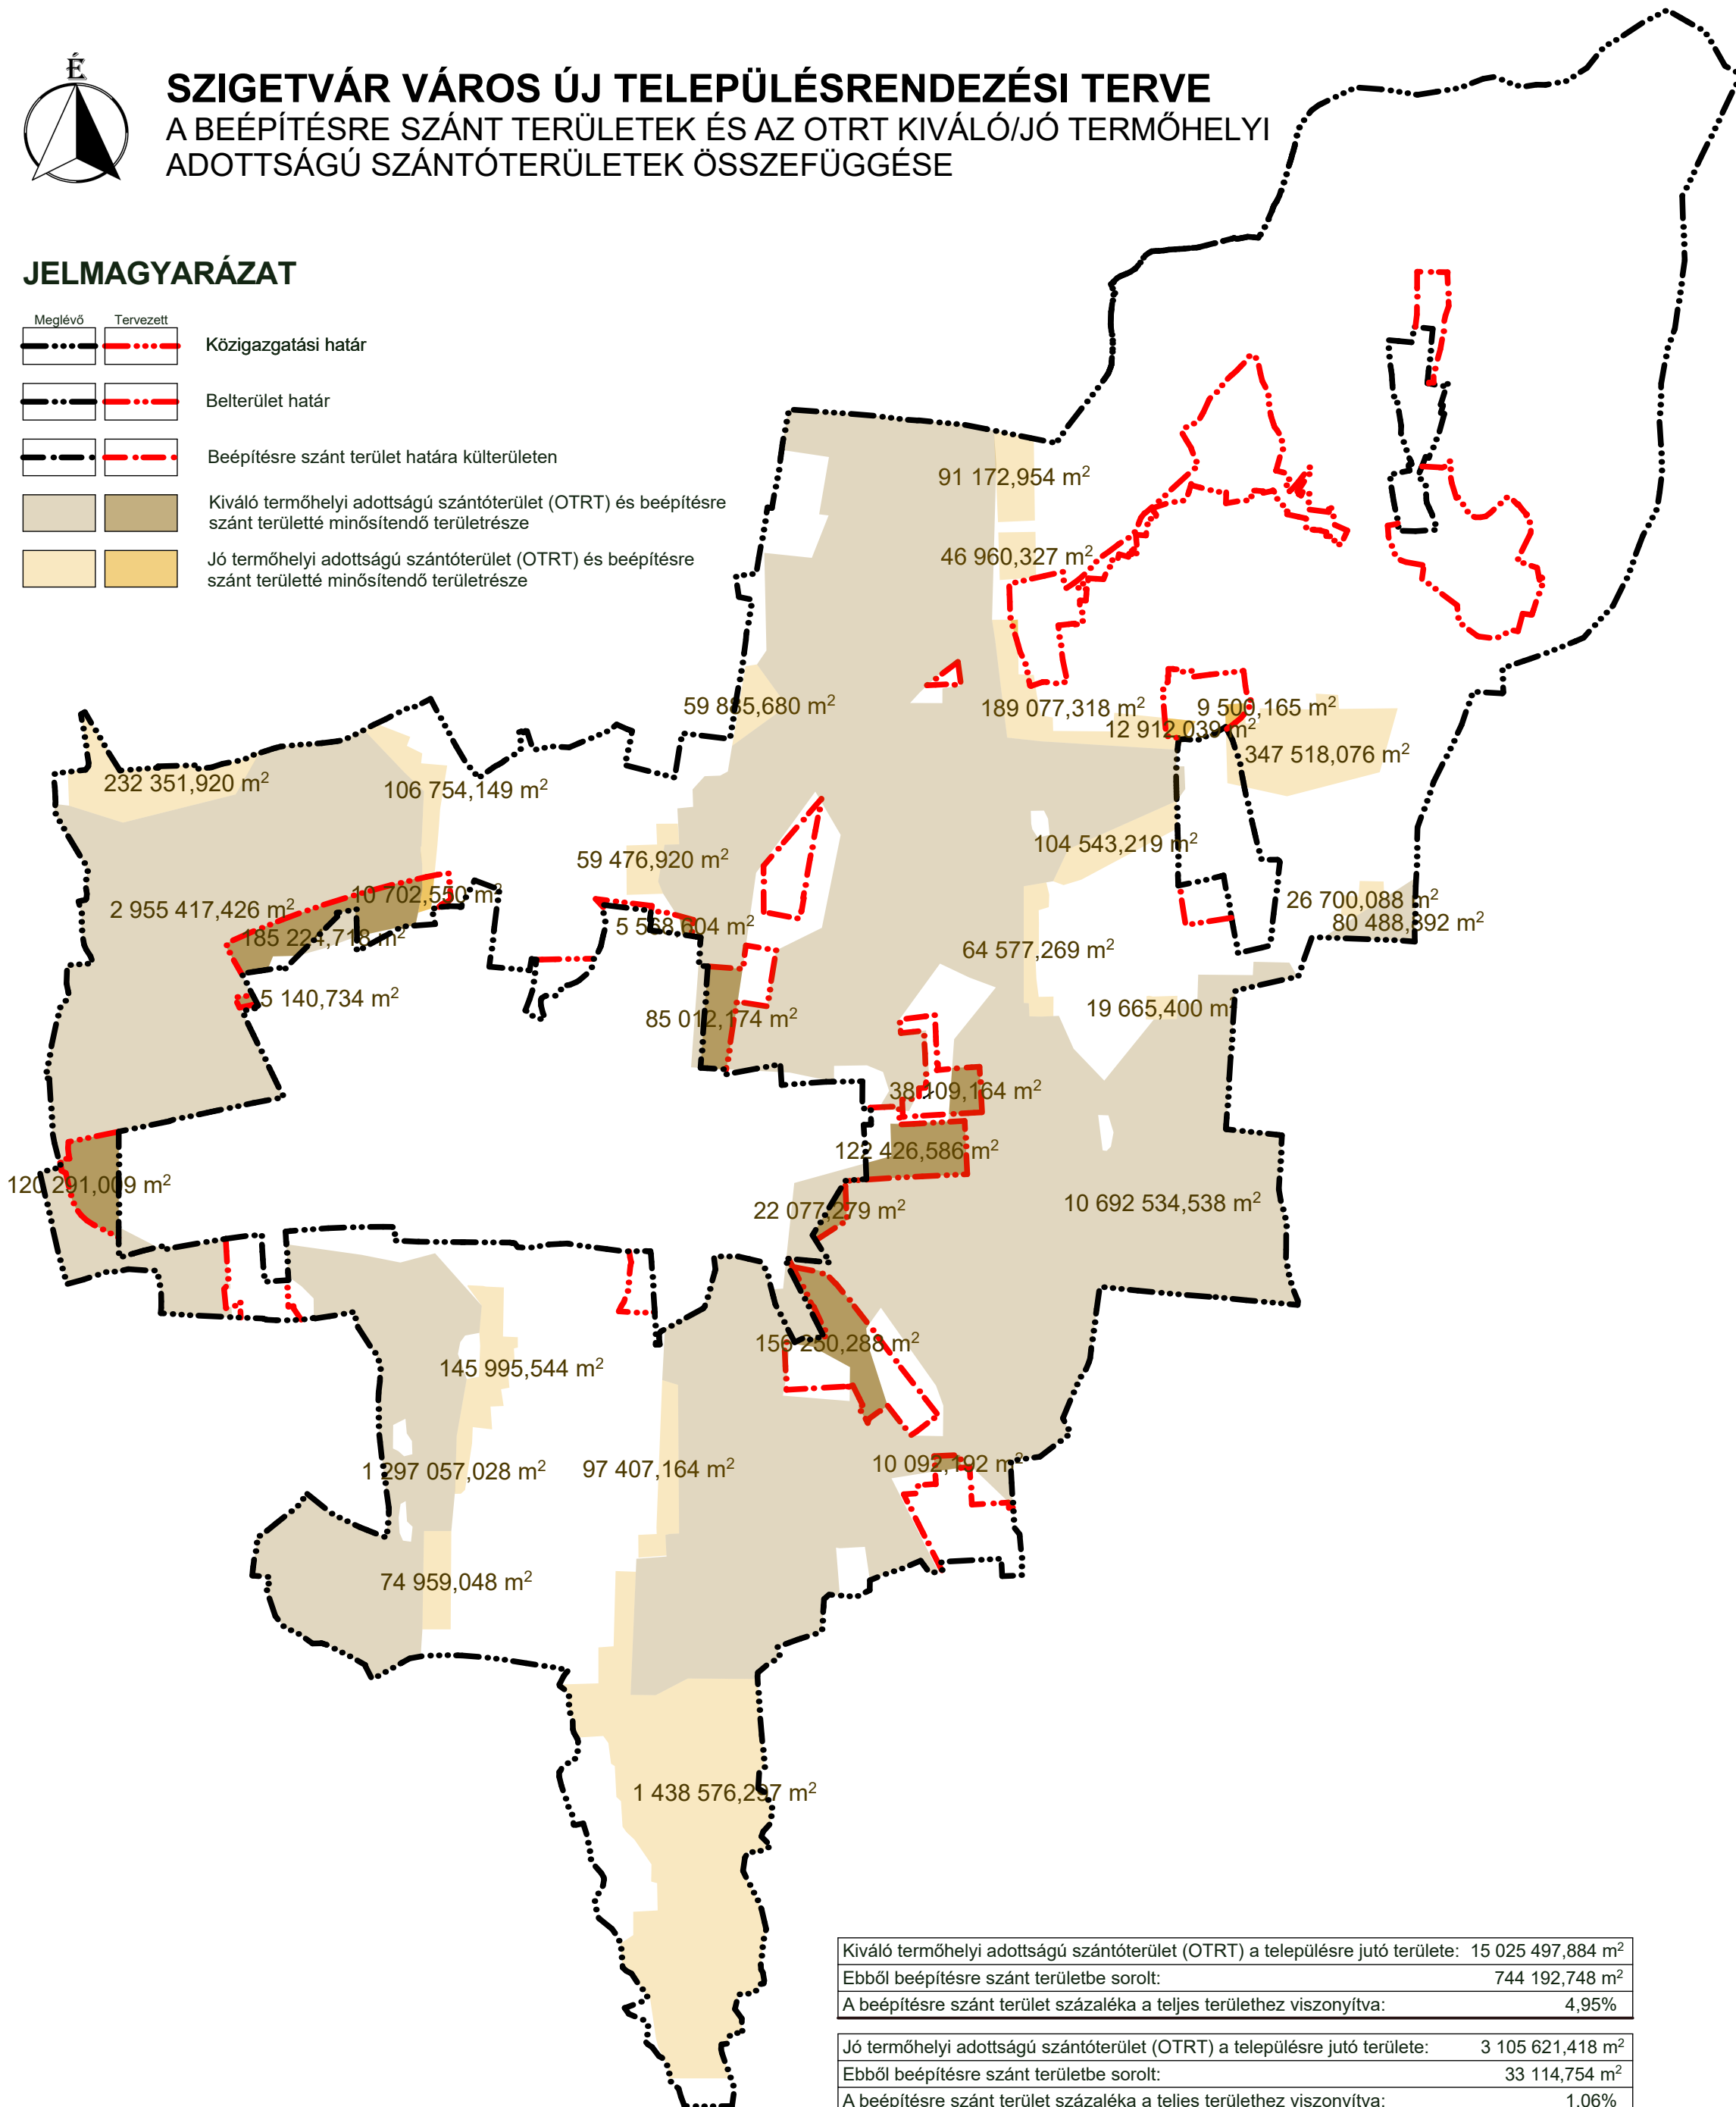 É
SZIGETVÁR VÁROS ÚJ TELEPÜLÉSRENDEZÉSI TERVE
A BEÉPÍTÉSRE SZÁNT TERÜLETEK ÉS AZ OTRT KIVÁLÓ/JÓ TERMŐHELYI
ADOTTSÁGÚ SZÁNTÓTERÜLETEK ÖSSZEFÜGGÉSE
JELMAGYARÁZAT
Meglévő Tervezett
Közigazgatási határ
Belterület határ
Beépítésre szánt terület határa külterületen
Kiváló termőhelyi adottságú szántóterület (OTRT) és beépítésre
szánt területté minősítendő területrésze
Jó termőhelyi adottságú szántóterület (OTRT) és beépítésre
szánt területté minősítendő területrésze
91 172,954 m²
46 960,327 m²
59 885,680 m²
189 077,318 m²
9 500,165 m²
12 912,039 m²
347 518,076 m²
232 351,920 m²
106 754,149 m²
104 543,219 m²
59 476,920 m²
10 702,550 m²
26 700,088 m²
2 955 417,426 m²
80 488,892 m²
5 568,604 m²
185 224,718 m²
64 577,269 m²
5 140,734 m²
19 665,400 m²
85 012,174 m²
38 109,164 m²
122 426,586 m²
120 291,009 m²
10 692 534,538 m²
22 077,279 m²
150 250,288 m²
145 995,544 m²
10 092,192 m²
1 297 057,028 m²
97 407,164 m²
74 959,048 m²
1 438 576,297 m²
Kiváló termőhelyi adottságú szántóterület (OTRT) a településre jutó területe: 15 025 497,884 m²
Ebből beépítésre szánt területbe sorolt: 744 192,748 m²
A beépítésre szánt terület százaléka a teljes területhez viszonyítva: 4,95%
Jó termőhelyi adottságú szántóterület (OTRT) a településre jutó területe: 3 105 621,418 m²
Ebből beépítésre szánt területbe sorolt: 33 114,754 m²
A beépítésre szánt terület százaléka a teljes területhez viszonyítva: 1,06%